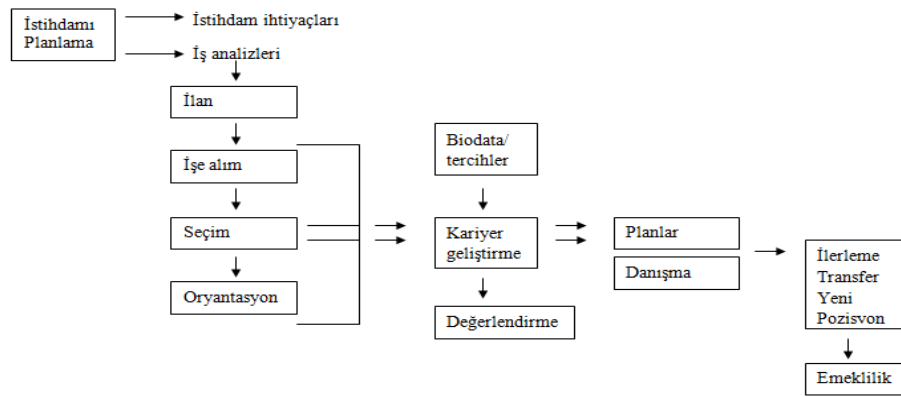 İstihdamı
Planlama
İstihdam ihtiyaçları
İş analizleri
İlan
İşe alım
Seçim
Oryantasyon
Biodata/
tercihler
Kariyer
geliştirme
Değerlendirme
Planlar
Danışma
İlerleme
Transfer
Yeni
Pozisvon
Emeklilik